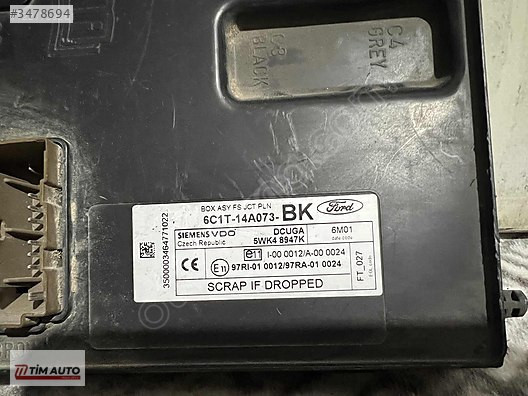 #3478694
C3
BLACK
C4
GREY
BOX ASY FS JCT PLN
6C1T-14A073-BK
Ford
SIEMENS VDO
Czech Republic
DCUGA
5WK4 8947K
6M01
date code
e11 I-00 0012/A-00 0024
CE E11 97RI-01 0012/97RA-01 0024
FT_027
SCRAP IF DROPPED
3500003464771022
TİM AUTO